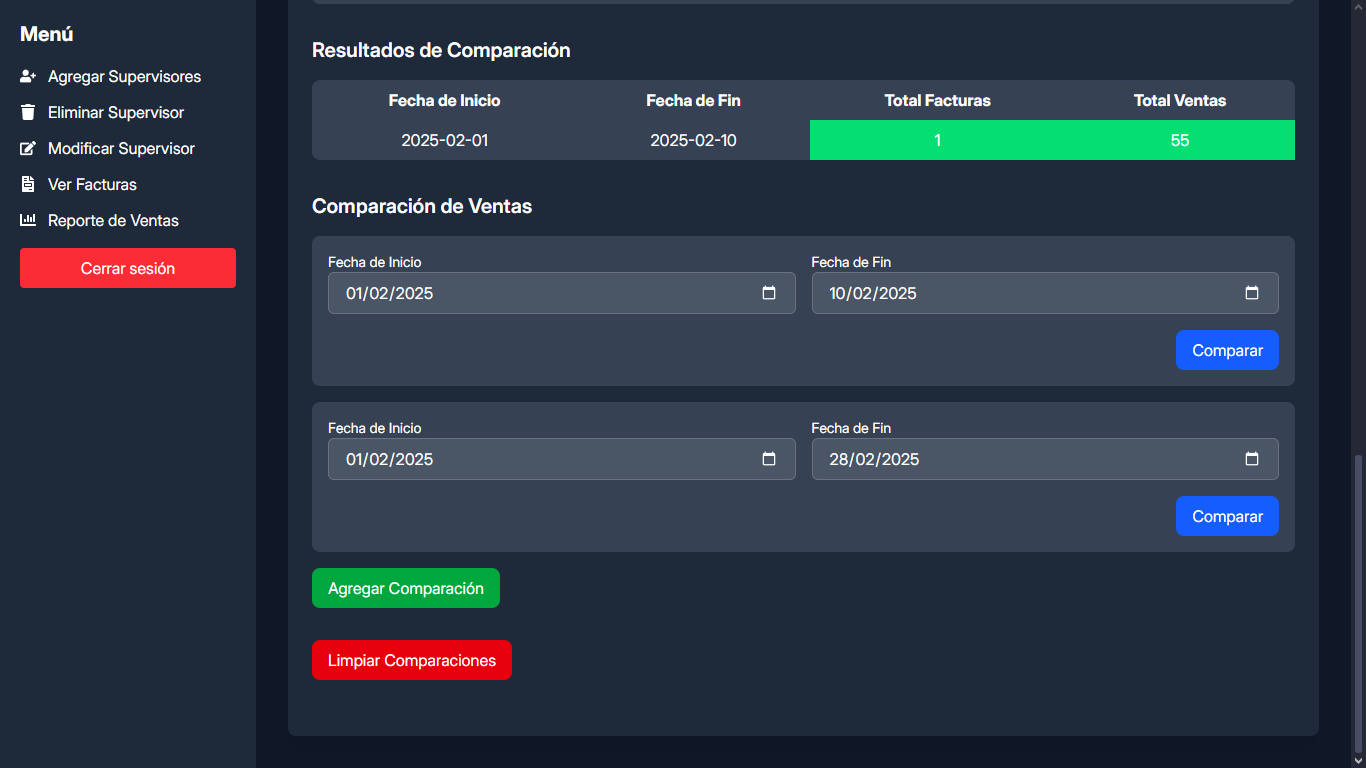 Menú
Agregar Supervisores
Eliminar Supervisor
Modificar Supervisor
Ver Facturas
Reporte de Ventas
Cerrar sesión
Resultados de Comparación
Fecha de Inicio Fecha de Fin Total Facturas Total Ventas
2025-02-01 2025-02-10 1 55
Comparación de Ventas
Fecha de Inicio Fecha de Fin
01/02/2025 10/02/2025
Comparar
Fecha de Inicio Fecha de Fin
01/02/2025 28/02/2025
Comparar
Agregar Comparación
Limpiar Comparaciones